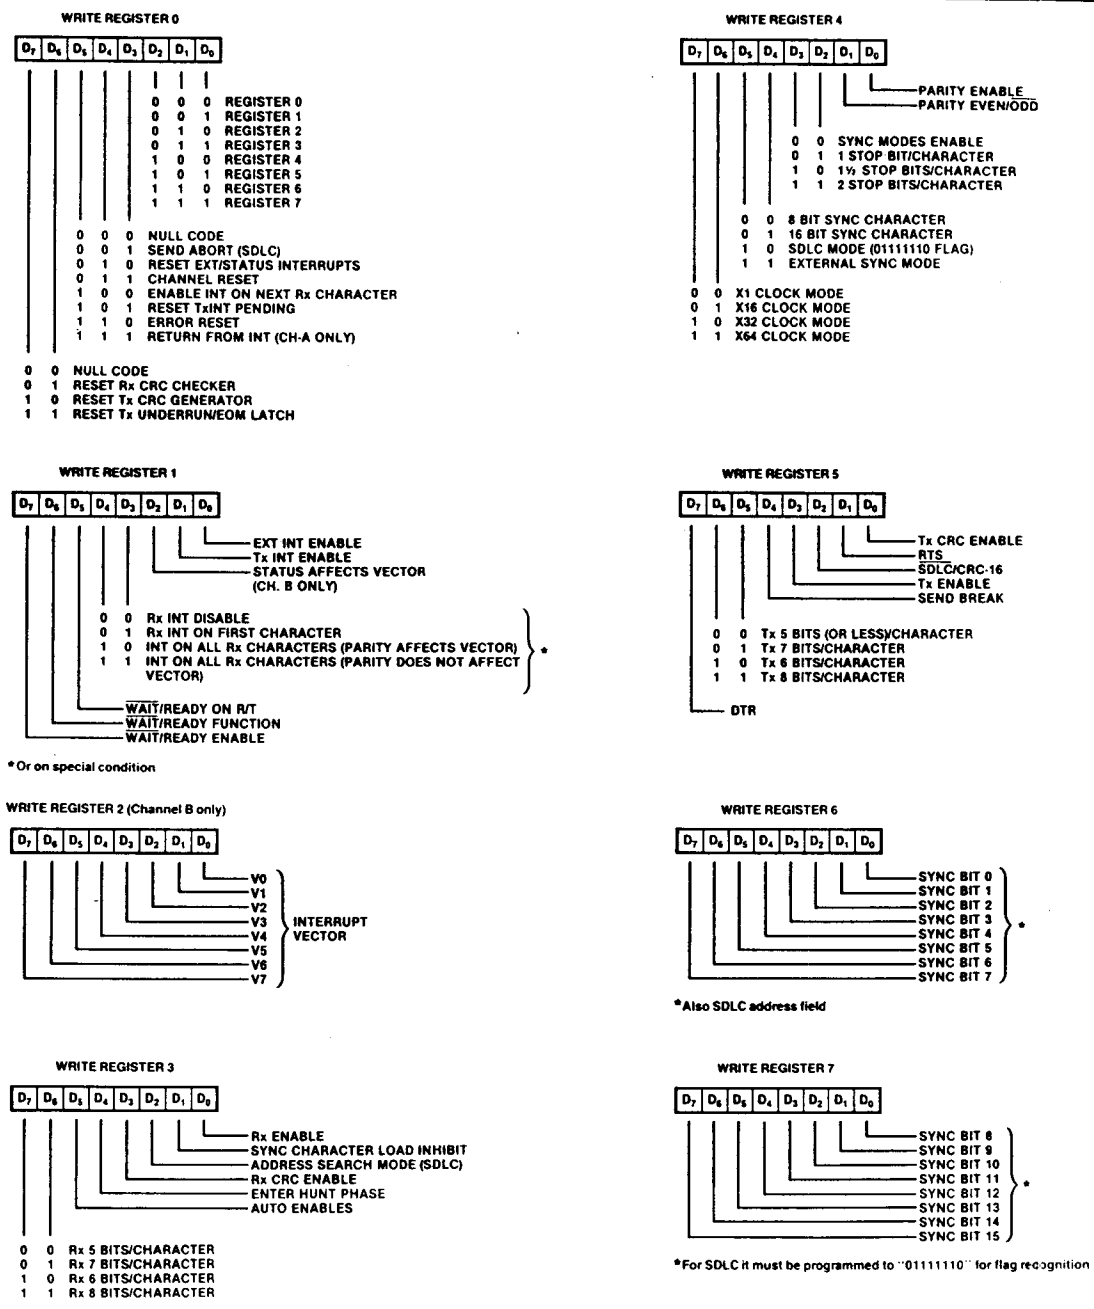 WRITE REGISTER 0
D7 D6 D5 D4 D3 D2 D1 D0
0 0 0 REGISTER 0
0 0 1 REGISTER 1
0 1 0 REGISTER 2
0 1 1 REGISTER 3
1 0 0 REGISTER 4
1 0 1 REGISTER 5
1 1 0 REGISTER 6
1 1 1 REGISTER 7
0 0 0 NULL CODE
0 0 1 SEND ABORT (SDLC)
0 1 0 RESET EXT/STATUS INTERRUPTS
0 1 1 CHANNEL RESET
1 0 0 ENABLE INT ON NEXT Rx CHARACTER
1 0 1 RESET TxINT PENDING
1 1 0 ERROR RESET
1 1 1 RETURN FROM INT (CH-A ONLY)
0 0 NULL CODE
0 1 RESET Rx CRC CHECKER
1 0 RESET Tx CRC GENERATOR
1 1 RESET Tx UNDERRUN/EOM LATCH
WRITE REGISTER 1
D7 D6 D5 D4 D3 D2 D1 D0
EXT INT ENABLE
Tx INT ENABLE
STATUS AFFECTS VECTOR
(CH. B ONLY)
0 0 Rx INT DISABLE
0 1 Rx INT ON FIRST CHARACTER
1 0 INT ON ALL Rx CHARACTERS (PARITY AFFECTS VECTOR)
1 1 INT ON ALL Rx CHARACTERS (PARITY DOES NOT AFFECT
VECTOR)
*
WAIT/READY ON R/T
WAIT/READY FUNCTION
WAIT/READY ENABLE
*Or on special condition
WRITE REGISTER 2 (Channel B only)
D7 D6 D5 D4 D3 D2 D1 D0
V0
V1
V2
V3
V4
V5
V6
V7
INTERRUPT
VECTOR
WRITE REGISTER 3
D7 D6 D5 D4 D3 D2 D1 D0
Rx ENABLE
SYNC CHARACTER LOAD INHIBIT
ADDRESS SEARCH MODE (SDLC)
Rx CRC ENABLE
ENTER HUNT PHASE
AUTO ENABLES
0 0 Rx 5 BITS/CHARACTER
0 1 Rx 7 BITS/CHARACTER
1 0 Rx 6 BITS/CHARACTER
1 1 Rx 8 BITS/CHARACTER
WRITE REGISTER 4
D7 D6 D5 D4 D3 D2 D1 D0
PARITY ENABLE
PARITY EVEN/ODD
0 0 SYNC MODES ENABLE
0 1 1 STOP BIT/CHARACTER
1 0 1½ STOP BITS/CHARACTER
1 1 2 STOP BITS/CHARACTER
0 0 8 BIT SYNC CHARACTER
0 1 16 BIT SYNC CHARACTER
1 0 SDLC MODE (01111110 FLAG)
1 1 EXTERNAL SYNC MODE
0 0 X1 CLOCK MODE
0 1 X16 CLOCK MODE
1 0 X32 CLOCK MODE
1 1 X64 CLOCK MODE
WRITE REGISTER 5
D7 D6 D5 D4 D3 D2 D1 D0
Tx CRC ENABLE
RTS
SDLC/CRC-16
Tx ENABLE
SEND BREAK
0 0 Tx 5 BITS (OR LESS)/CHARACTER
0 1 Tx 7 BITS/CHARACTER
1 0 Tx 6 BITS/CHARACTER
1 1 Tx 8 BITS/CHARACTER
DTR
WRITE REGISTER 6
D7 D6 D5 D4 D3 D2 D1 D0
SYNC BIT 0
SYNC BIT 1
SYNC BIT 2
SYNC BIT 3
SYNC BIT 4
SYNC BIT 5
SYNC BIT 6
SYNC BIT 7
*
*Also SDLC address field
WRITE REGISTER 7
D7 D6 D5 D4 D3 D2 D1 D0
SYNC BIT 8
SYNC BIT 9
SYNC BIT 10
SYNC BIT 11
SYNC BIT 12
SYNC BIT 13
SYNC BIT 14
SYNC BIT 15
*
*For SDLC it must be programmed to "01111110" for flag recognition